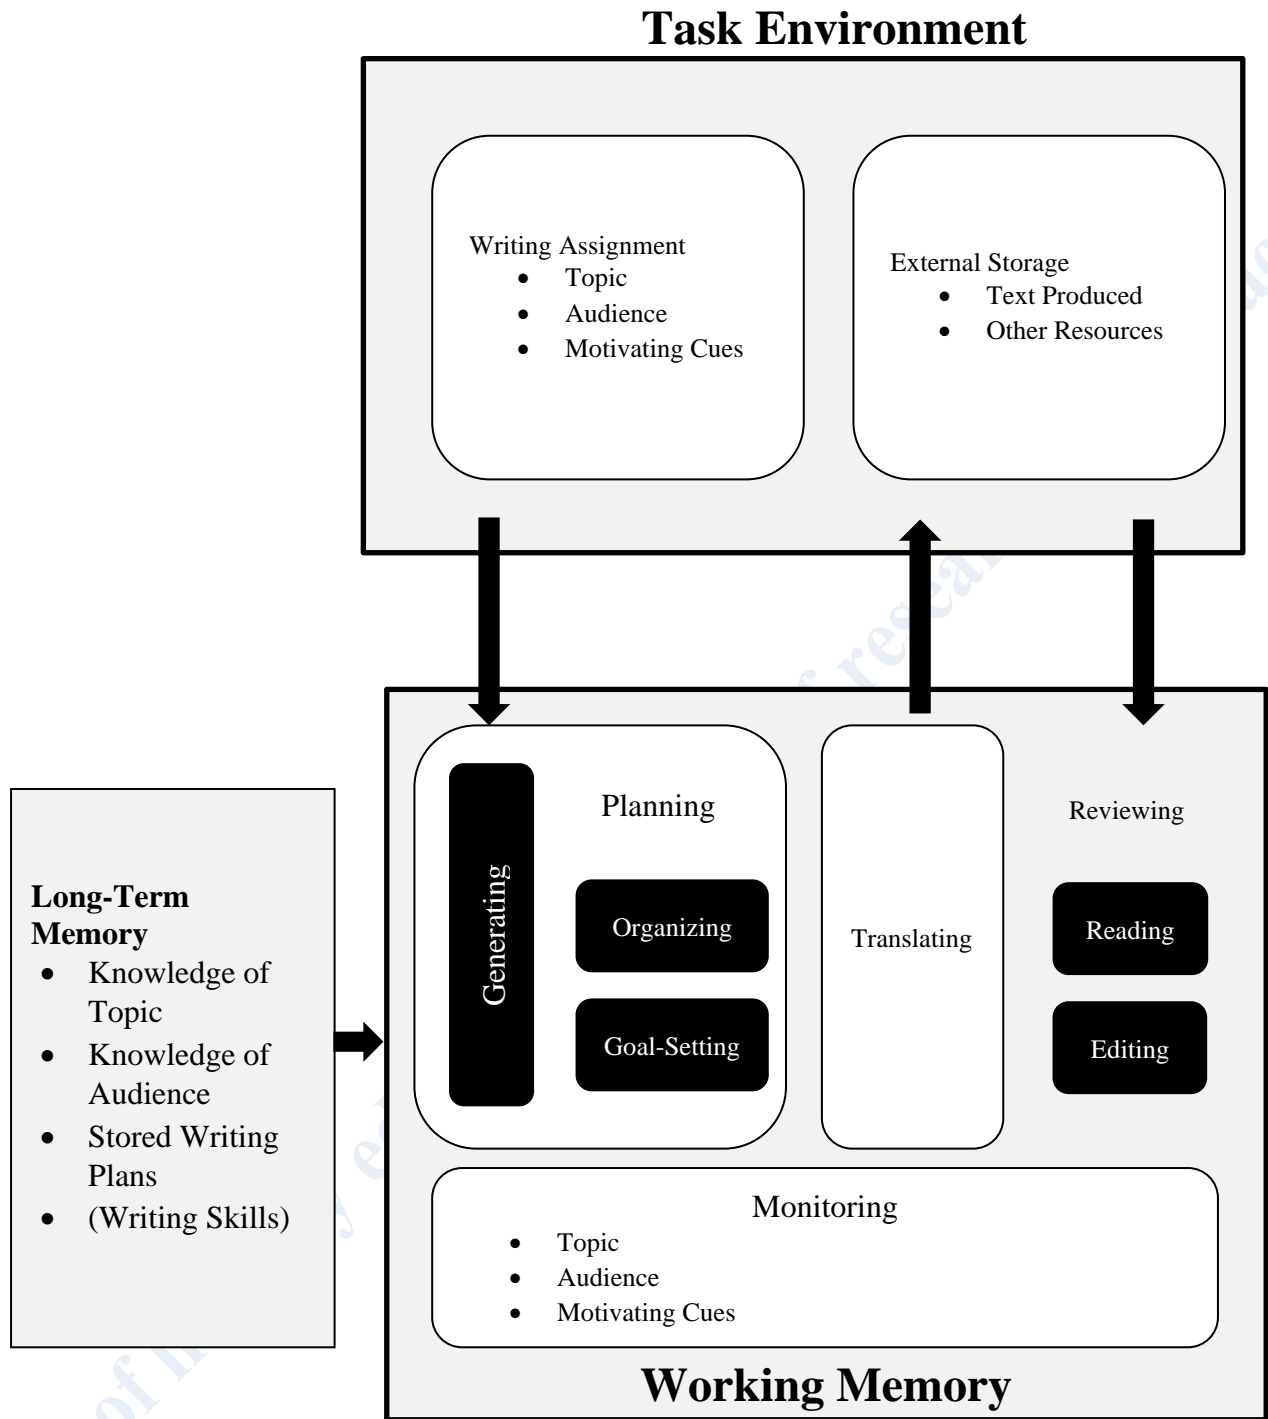 Task Environment
Writing Assignment
• Topic
• Audience
• Motivating Cues
External Storage
• Text Produced
• Other Resources
Long-Term
Memory
• Knowledge of
Topic
• Knowledge of
Audience
• Stored Writing
Plans
• (Writing Skills)
Planning
Generating
Organizing
Goal-Setting
Translating
Reviewing
Reading
Editing
Monitoring
• Topic
• Audience
• Motivating Cues
Working Memory